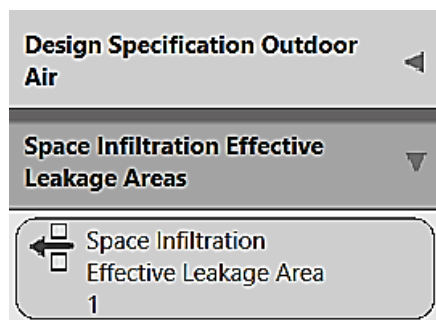 Design Specification Outdoor
Air
Space Infiltration Effective
Leakage Areas
Space Infiltration
Effective Leakage Area
1